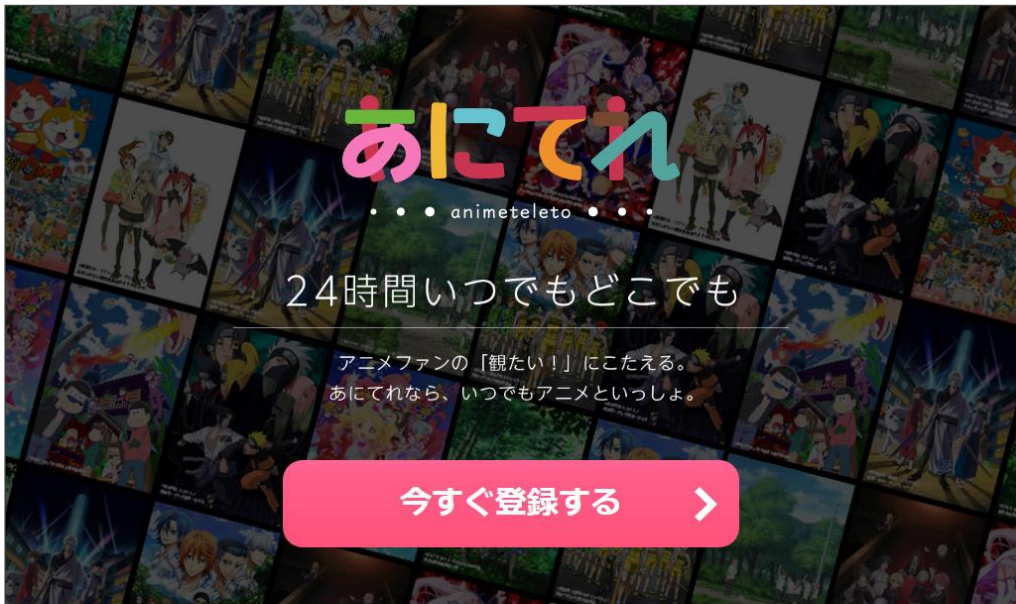 あにてれ
animeteleto
24時間いつでもどこでも
アニメファンの「観たい！」にこたえる。
あにてれなら、いつでもアニメといっしょ。
今すぐ登録する